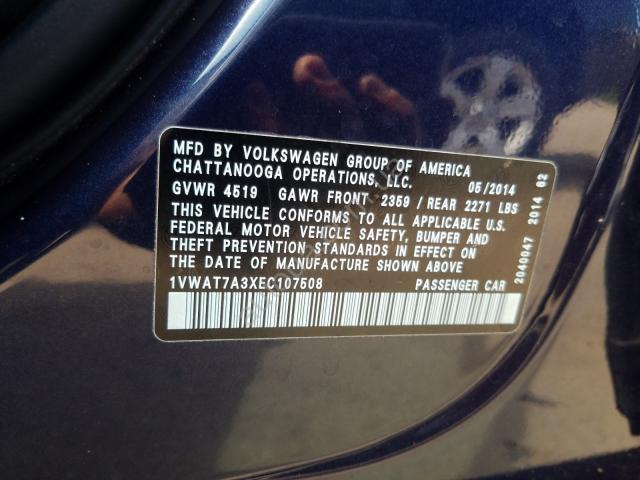 MFD BY VOLKSWAGEN GROUP OF AMERICA
CHATTANOOGA OPERATIONS, LLC. 05/2014
GVWR 4519 GAWR FRONT 2359 / REAR 2271 LBS
THIS VEHICLE CONFORMS TO ALL APPLICABLE U.S.
FEDERAL MOTOR VEHICLE SAFETY, BUMPER AND
THEFT PREVENTION STANDARDS IN EFFECT ON
THE DATE OF MANUFACTURE SHOWN ABOVE
1VWAT7A3XEC107508 PASSENGER CAR
2040047 2014 62